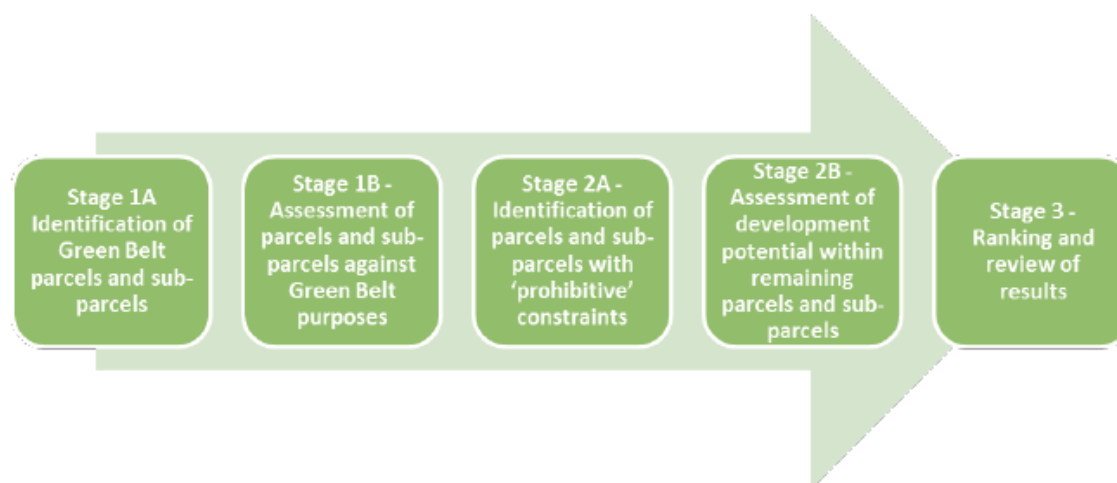 Stage 1A
Identification of
Green Belt
parcels and sub-
parcels
Stage 1B -
Assessment of
parcels and sub-
parcels against
Green Belt
purposes
Stage 2A -
Identification of
parcels and sub-
parcels with
‘prohibitive’
constraints
Stage 2B -
Assessment of
development
potential within
remaining
parcels and sub-
parcels
Stage 3 -
Ranking and
review of
results